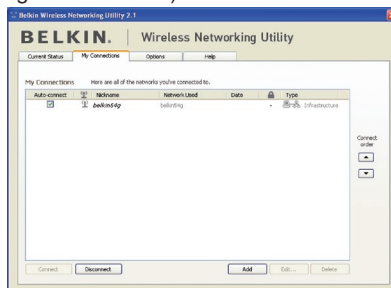 Belkin Wireless Networking Utility 2.1
BELKIN. | Wireless Networking Utility
Current Status My Connections Options Help
My Connections Here are all of the networks you've connected to.
Auto-connect Nickname Network Used Date Type
belkin54g belkin54g - Infrastructure
Connect order
Connect Disconnect Add Edit... Delete